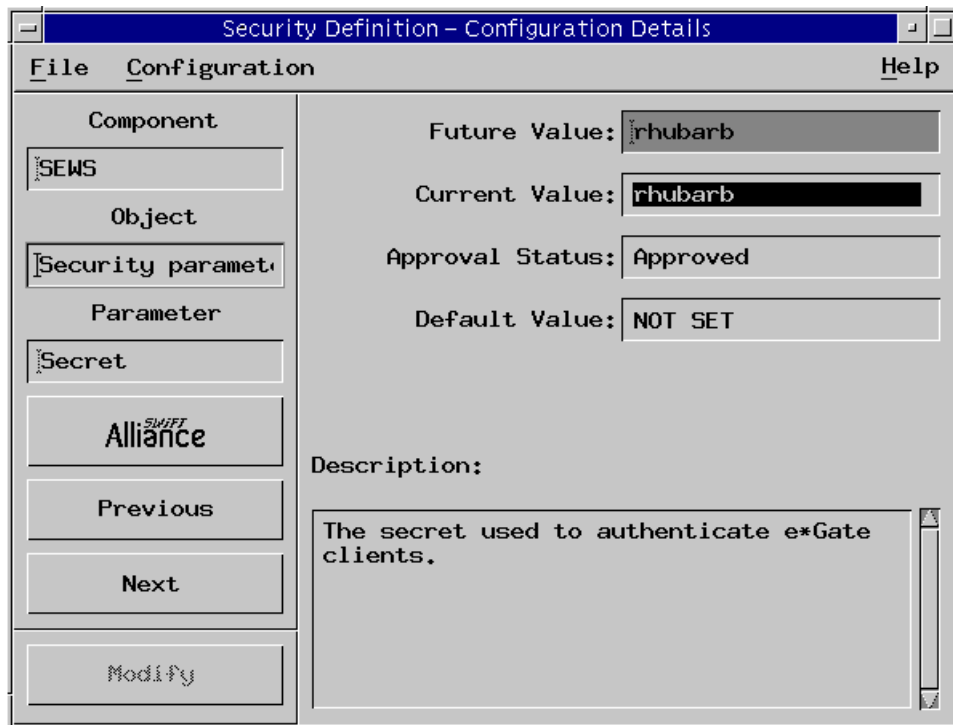 Security Definition – Configuration Details
File Configuration Help
Component
SEWS
Object
Security paramet
Parameter
Secret
SWIFT
Alliance
Previous
Next
Modify
Future Value: rhubarb
Current Value: rhubarb
Approval Status: Approved
Default Value: NOT SET
Description:
The secret used to authenticate e*Gate
clients.